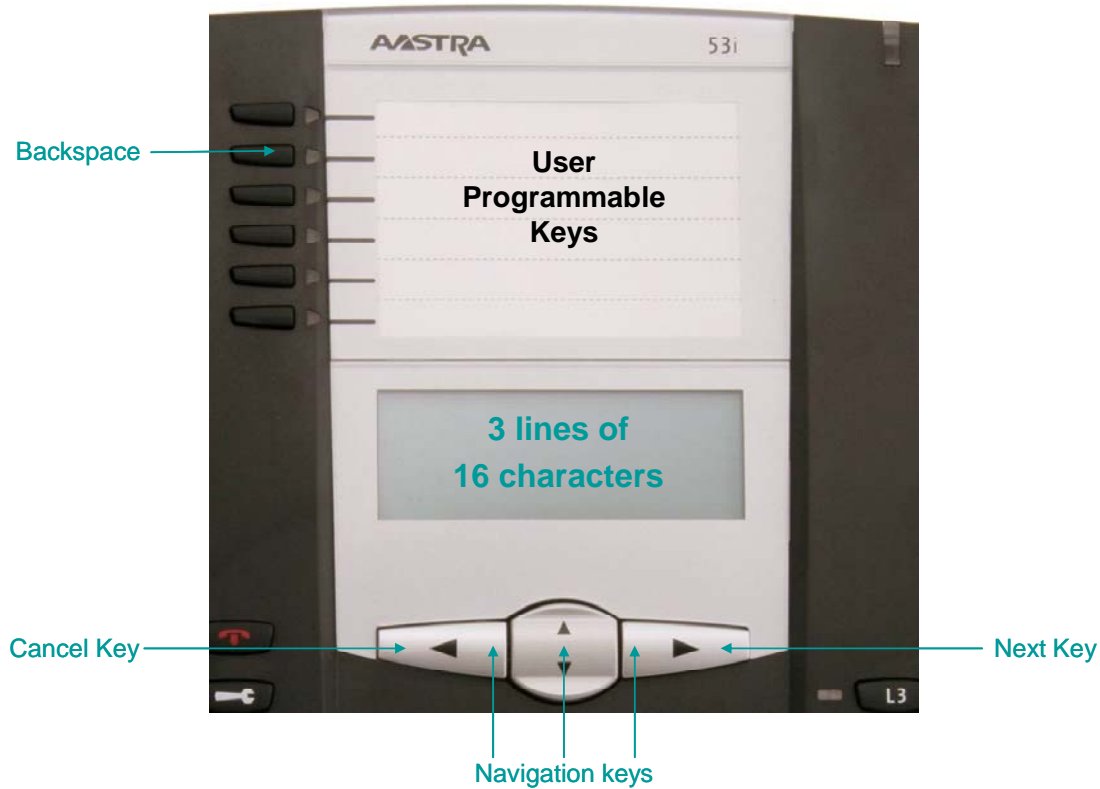 AASTRA
53i
Backspace
User
Programmable
Keys
3 lines of
16 characters
Cancel Key
Next Key
L3
Navigation keys